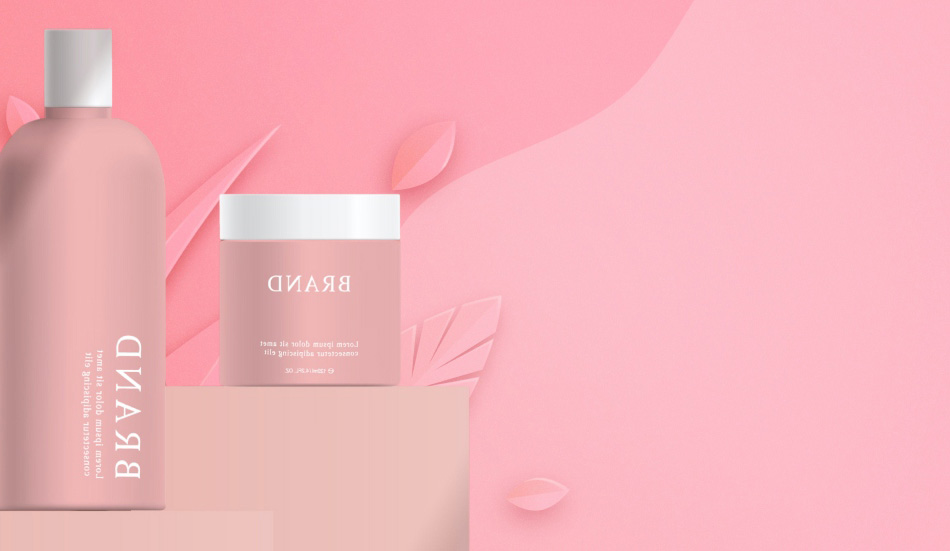 BRAND
Lorem ipsum dolor sit amet
consectetur adipiscing elit
BRAND
Lorem ipsum dolor sit amet
consectetur adipiscing elit